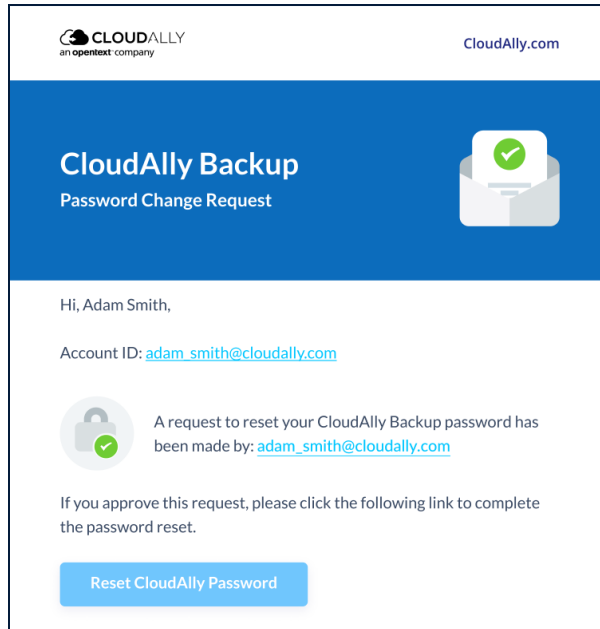 CLOUDALLY
an opentext™ company
CloudAlly.com
CloudAlly Backup
Password Change Request
Hi, Adam Smith,
Account ID: adam_smith@cloudally.com
A request to reset your CloudAlly Backup password has
been made by: adam_smith@cloudally.com
If you approve this request, please click the following link to complete
the password reset.
Reset CloudAlly Password